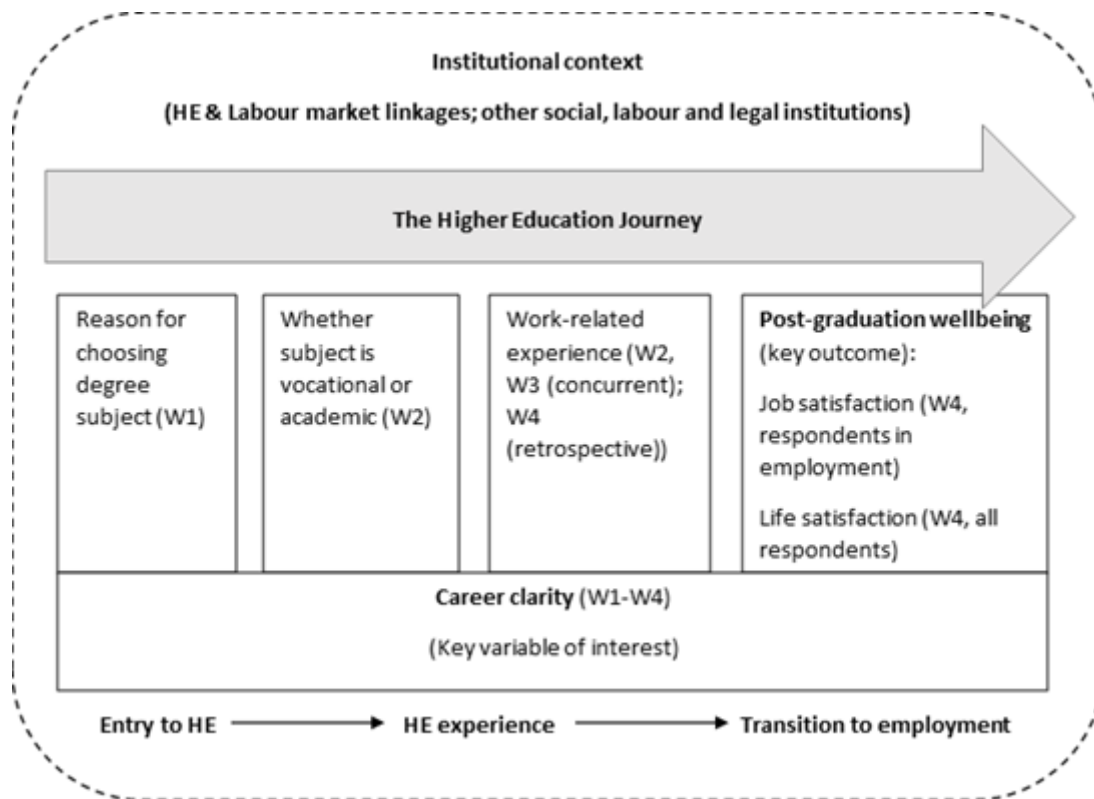 Institutional context
(HE & Labour market linkages; other social, labour and legal institutions)
The Higher Education Journey
Reason for
choosing
degree
subject (W1)
Whether
subject is
vocational or
academic (W2)
Work-related
experience (W2,
W3 (concurrent);
W4
(retrospective))
Post-graduation wellbeing
(key outcome):
Job satisfaction (W4,
respondents in
employment)
Life satisfaction (W4, all
respondents)
Career clarity (W1-W4)
(Key variable of interest)
Entry to HE
HE experience
Transition to employment